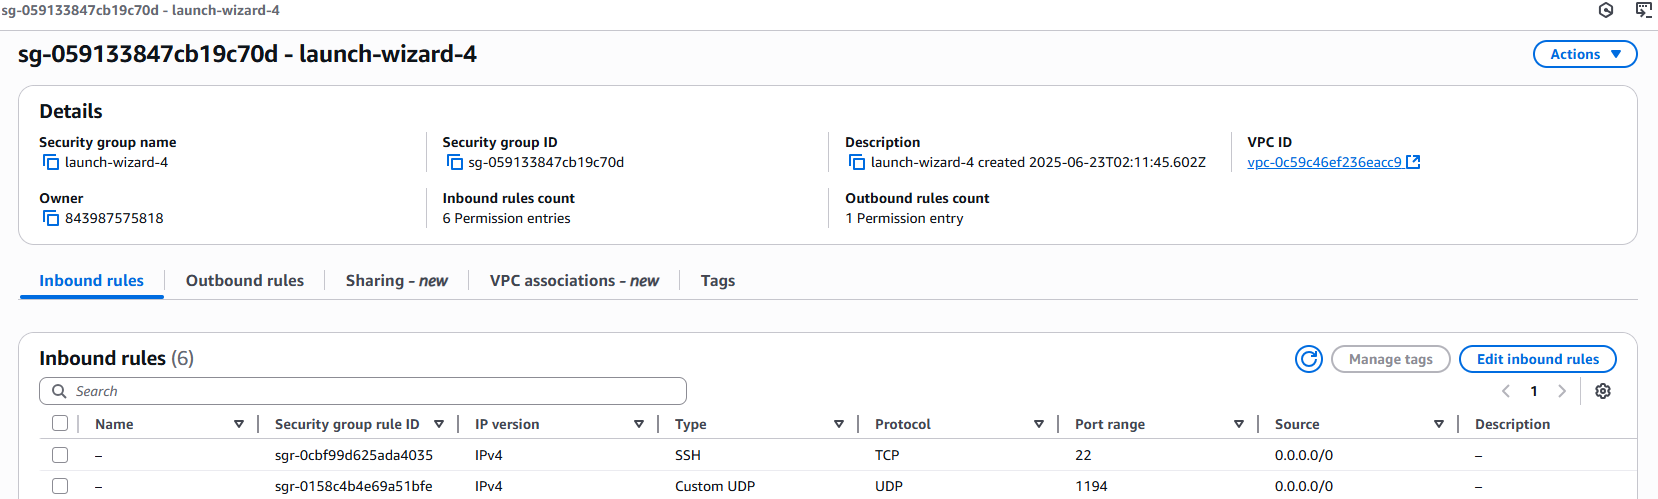 sg-059133847cb19c70d - launch-wizard-4
sg-059133847cb19c70d - launch-wizard-4
Actions
Details
Security group name
launch-wizard-4
Security group ID
sg-059133847cb19c70d
Description
launch-wizard-4 created 2025-06-23T02:11:45.602Z
VPC ID
vpc-0c59c46ef236eacc9
Owner
843987575818
Inbound rules count
6 Permission entries
Outbound rules count
1 Permission entry
Inbound rules Outbound rules Sharing - new VPC associations - new Tags
Inbound rules (6)
Manage tags
Edit inbound rules
Search
1
Name Security group rule ID IP version Type Protocol Port range Source Description
– sgr-0cbf99d625ada4035 IPv4 SSH TCP 22 0.0.0.0/0 –
– sgr-0158c4b4e69a51bfe IPv4 Custom UDP UDP 1194 0.0.0.0/0 –